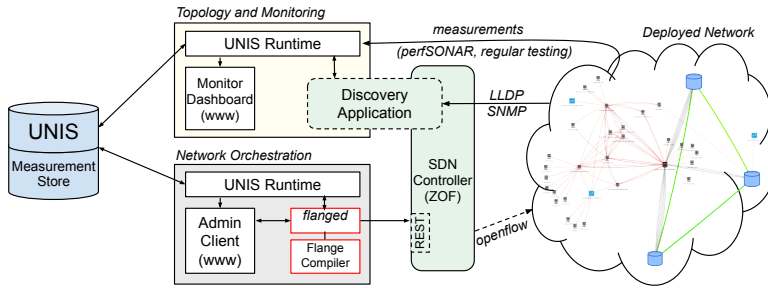 Topology and Monitoring
UNIS Runtime
Monitor
Dashboard
(www)
Discovery
Application
measurements
(perfSONAR, regular testing)
Deployed Network
LLDP
SNMP
UNIS
Measurement
Store
Network Orchestration
UNIS Runtime
Admin
Client
(www)
flanged
Flange
Compiler
SDN
Controller
(ZOF)
REST
openflow